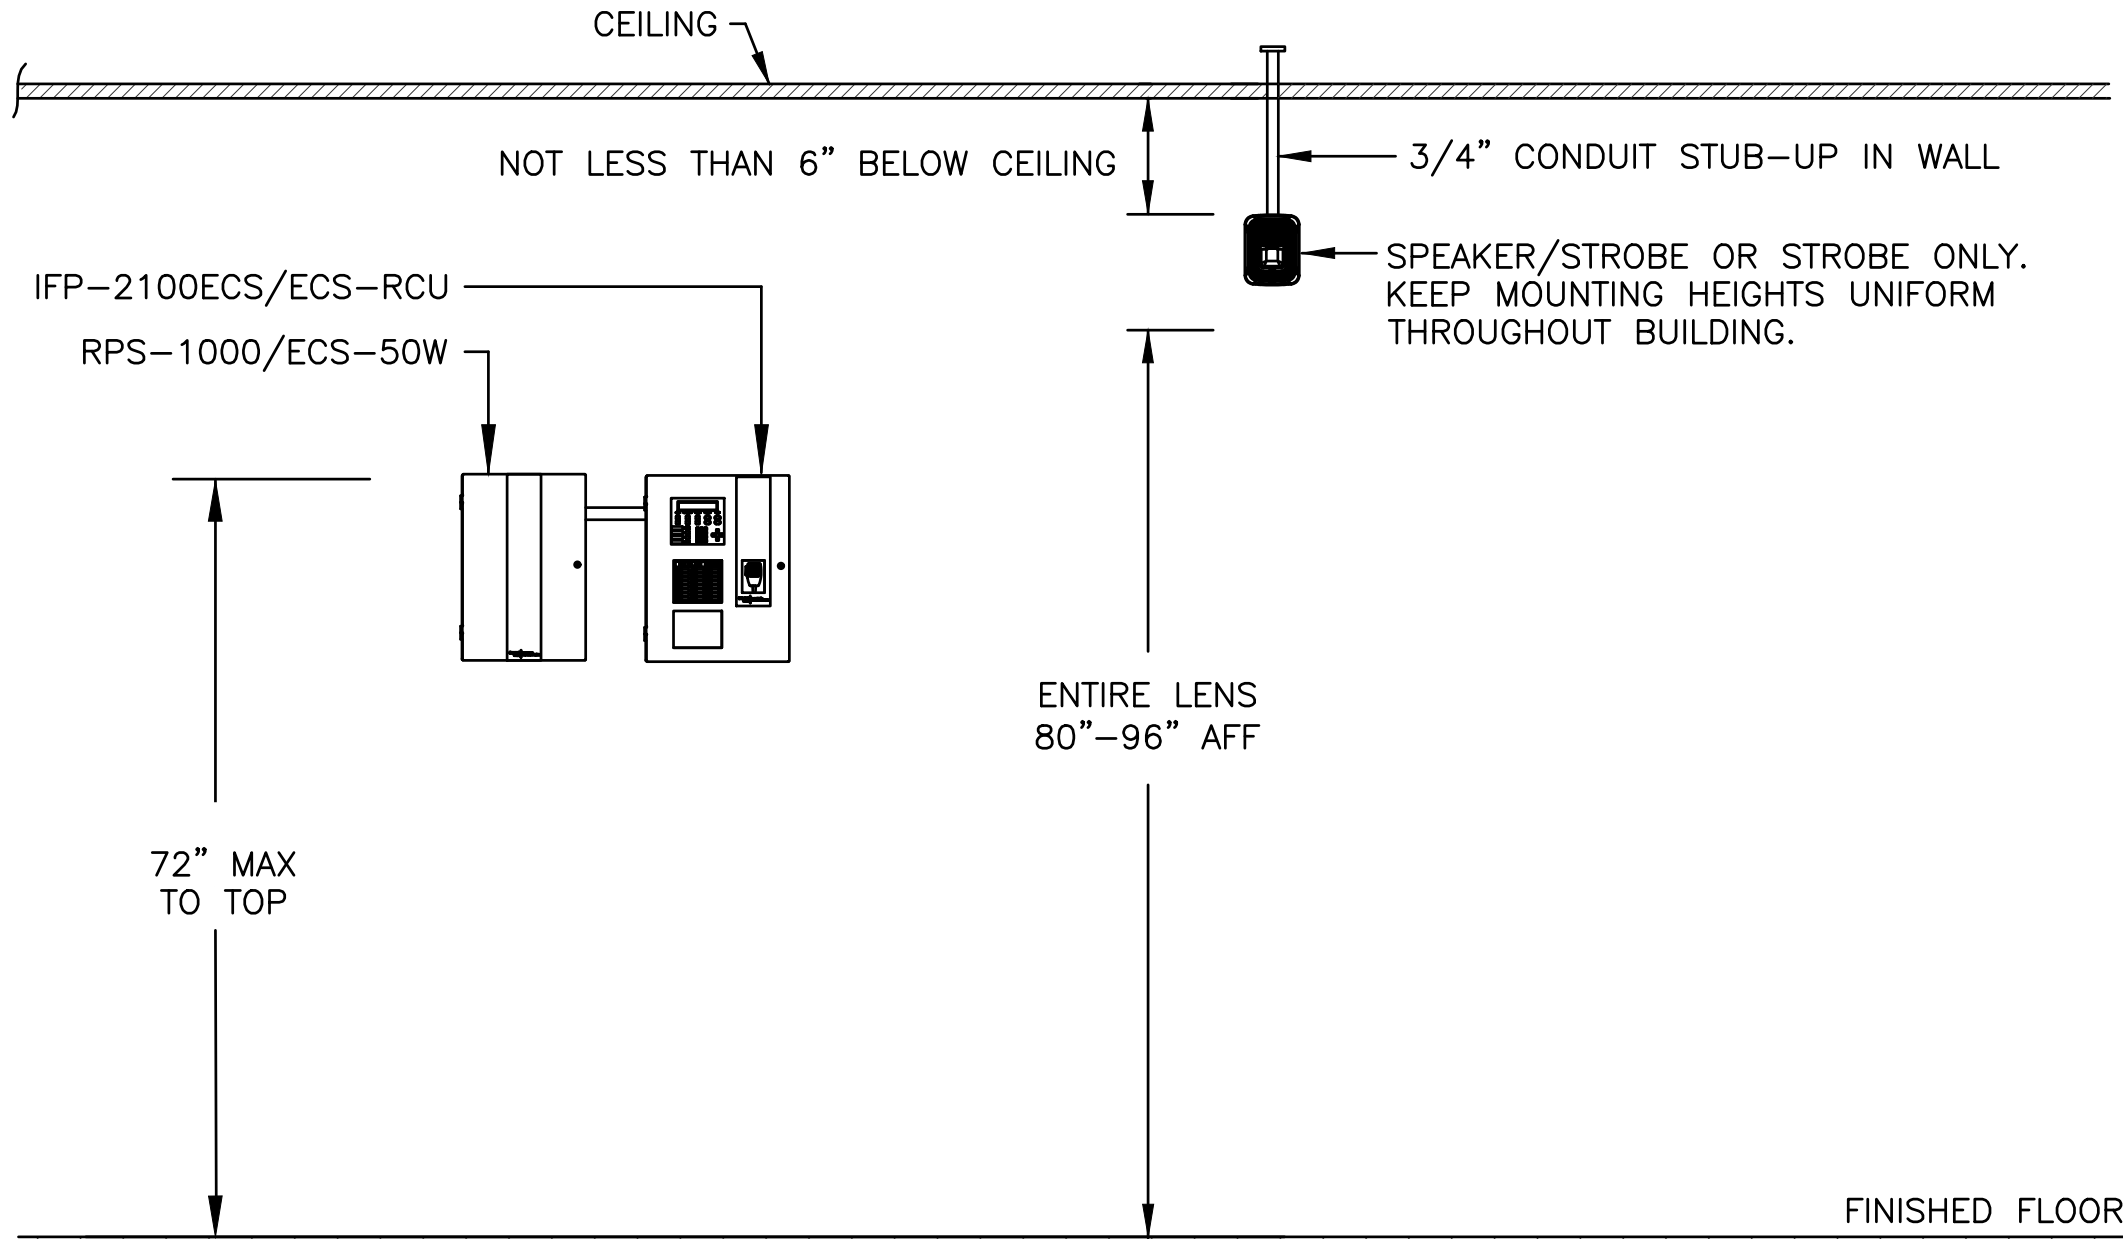 CEILING
NOT LESS THAN 6” BELOW CEILING
3/4” CONDUIT STUB-UP IN WALL
SPEAKER/STROBE OR STROBE ONLY.
KEEP MOUNTING HEIGHTS UNIFORM
THROUGHOUT BUILDING.
IFP-2100ECS/ECS-RCU
RPS-1000/ECS-50W
ENTIRE LENS
80”-96” AFF
72” MAX
TO TOP
FINISHED FLOOR